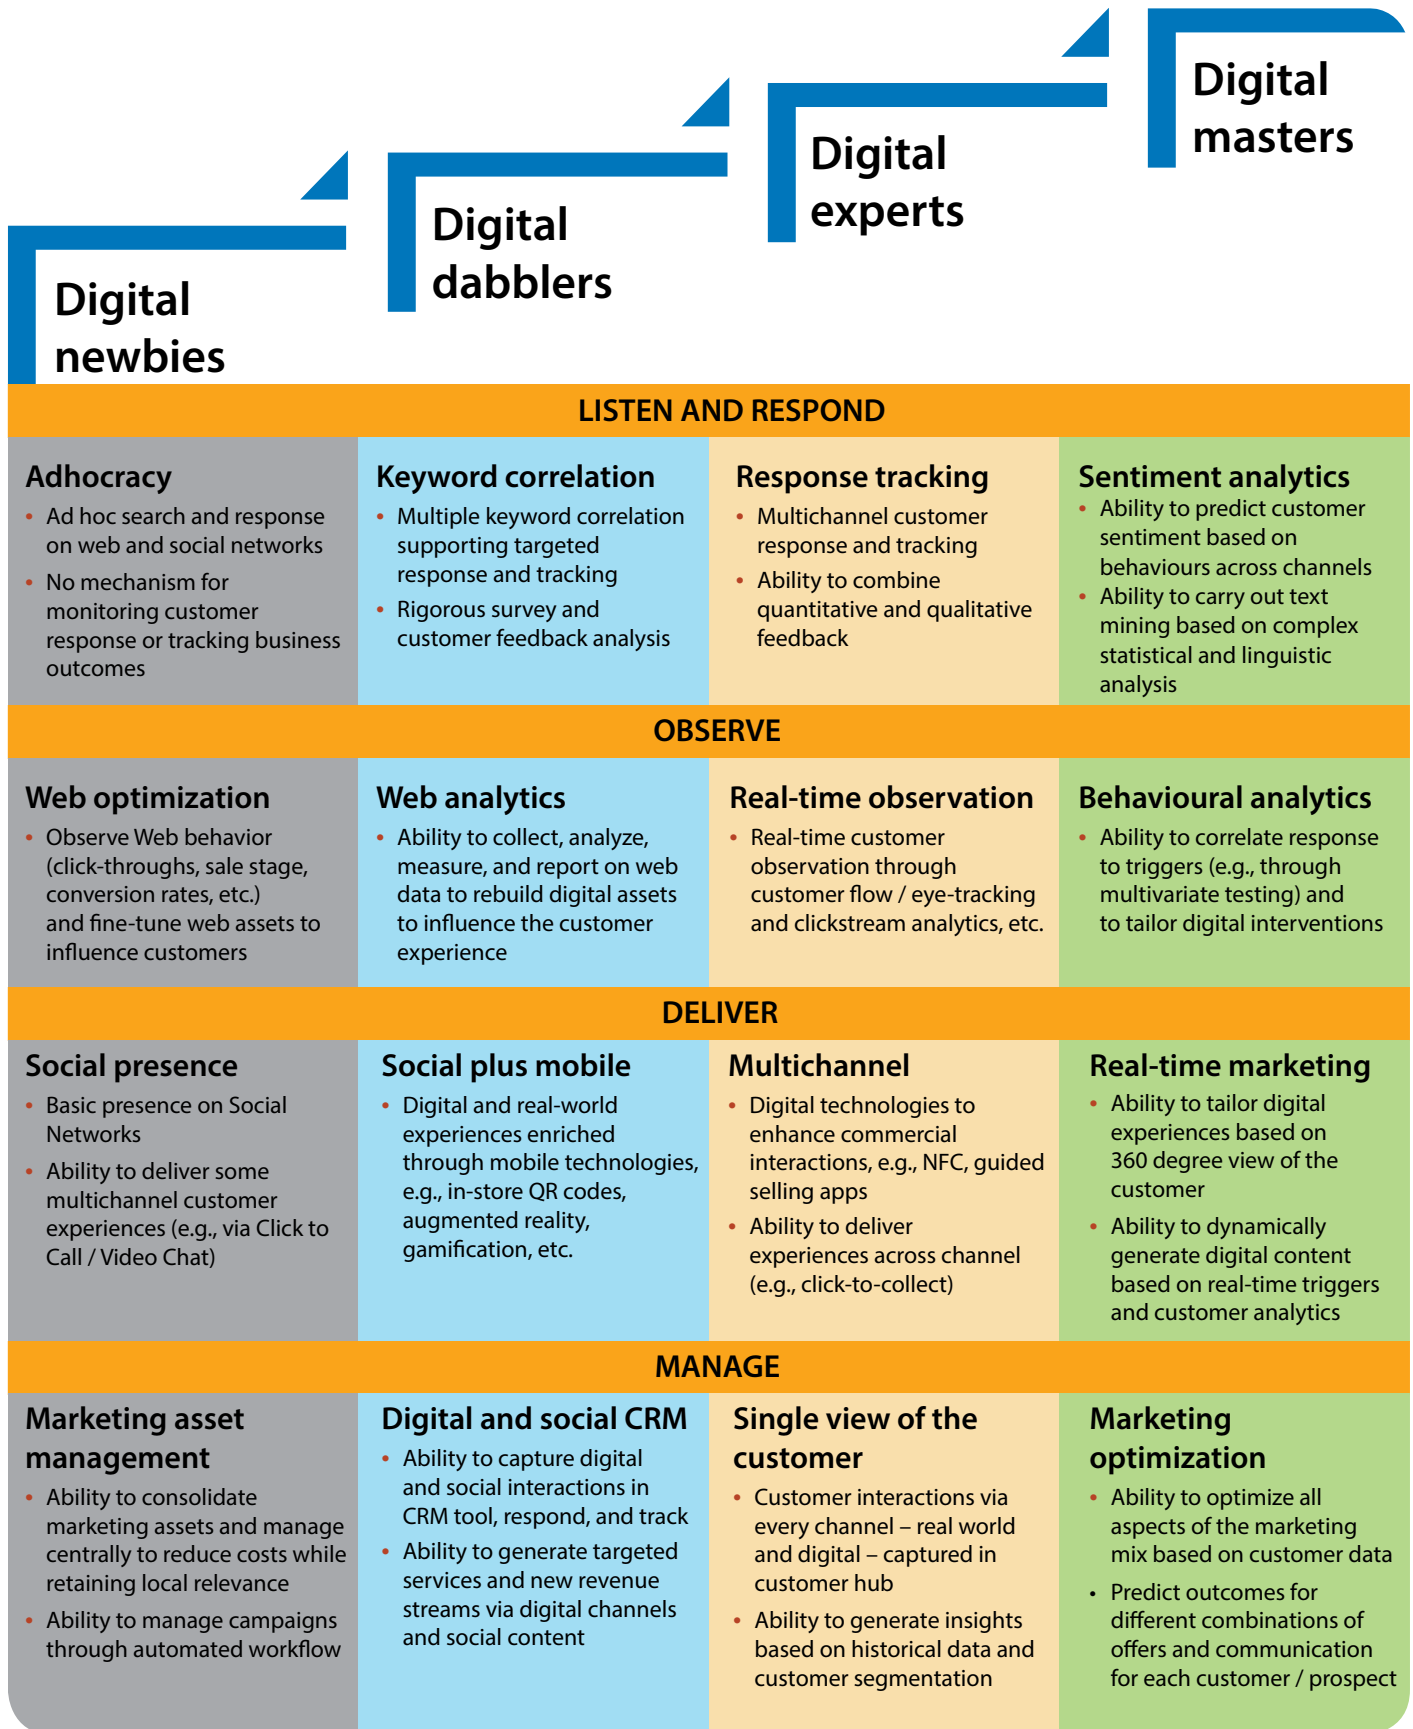 Digital
masters
Digital
experts
Digital
dabblers
Digital
newbies
LISTEN AND RESPOND
Adhocracy
• Ad hoc search and response
on web and social networks
• No mechanism for
monitoring customer
response or tracking business
outcomes
Keyword correlation
• Multiple keyword correlation
supporting targeted
response and tracking
• Rigorous survey and
customer feedback analysis
Response tracking
• Multichannel customer
response and tracking
• Ability to combine
quantitative and qualitative
feedback
Sentiment analytics
• Ability to predict customer
sentiment based on
behaviours across channels
• Ability to carry out text
mining based on complex
statistical and linguistic
analysis
OBSERVE
Web optimization
• Observe Web behavior
(click-throughs, sale stage,
conversion rates, etc.)
and fine-tune web assets to
influence customers
Web analytics
• Ability to collect, analyze,
measure, and report on web
data to rebuild digital assets
to influence the customer
experience
Real-time observation
• Real-time customer
observation through
customer flow / eye-tracking
and clickstream analytics, etc.
Behavioural analytics
• Ability to correlate response
to triggers (e.g., through
multivariate testing) and
to tailor digital interventions
DELIVER
Social presence
• Basic presence on Social
Networks
• Ability to deliver some
multichannel customer
experiences (e.g., via Click to
Call / Video Chat)
Social plus mobile
• Digital and real-world
experiences enriched
through mobile technologies,
e.g., in-store QR codes,
augmented reality,
gamification, etc.
Multichannel
• Digital technologies to
enhance commercial
interactions, e.g., NFC, guided
selling apps
• Ability to deliver
experiences across channel
(e.g., click-to-collect)
Real-time marketing
• Ability to tailor digital
experiences based on
360 degree view of the
customer
• Ability to dynamically
generate digital content
based on real-time triggers
and customer analytics
MANAGE
Marketing asset
management
• Ability to consolidate
marketing assets and manage
centrally to reduce costs while
retaining local relevance
• Ability to manage campaigns
through automated workflow
Digital and social CRM
• Ability to capture digital
and social interactions in
CRM tool, respond, and track
• Ability to generate targeted
services and new revenue
streams via digital channels
and social content
Single view of the
customer
• Customer interactions via
every channel – real world
and digital – captured in
customer hub
• Ability to generate insights
based on historical data and
customer segmentation
Marketing
optimization
• Ability to optimize all
aspects of the marketing
mix based on customer data
• Predict outcomes for
different combinations of
offers and communication
for each customer / prospect